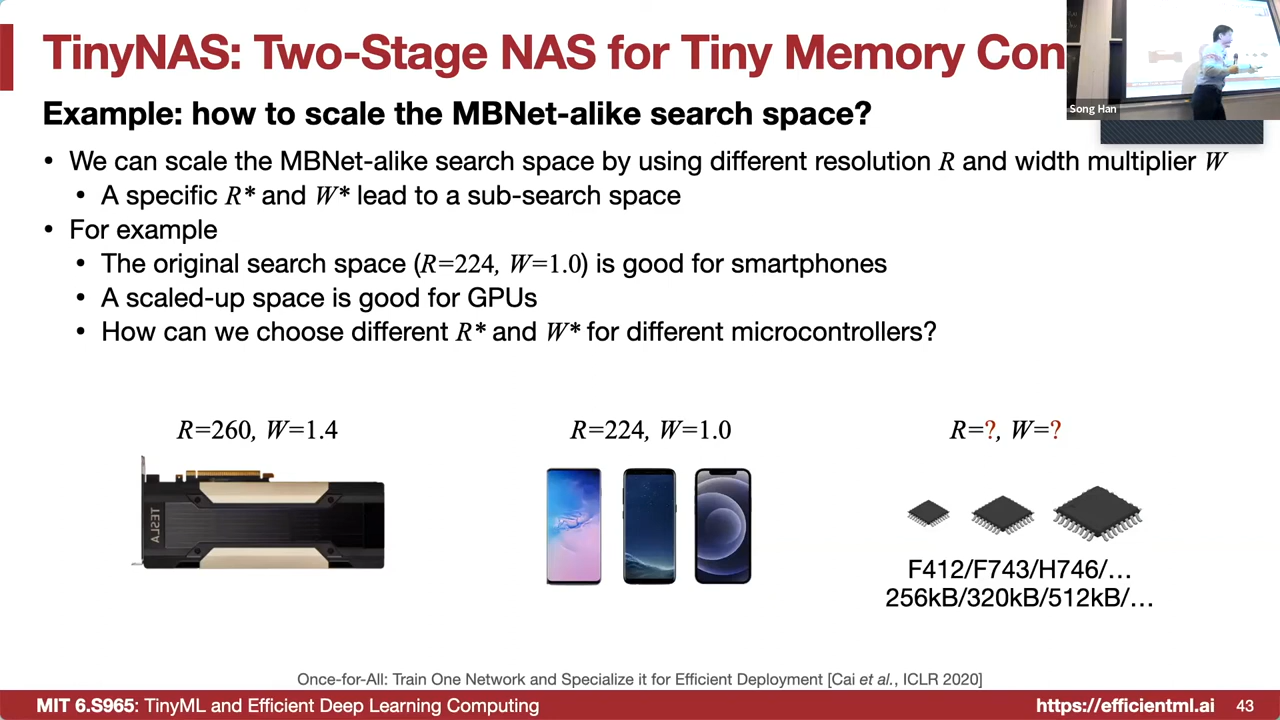 TinyNAS: Two-Stage NAS for Tiny Memory Con
Song Han
Example: how to scale the MBNet-alike search space?
• We can scale the MBNet-alike search space by using different resolution R and width multiplier W
• A specific R* and W* lead to a sub-search space
• For example
• The original search space (R=224, W=1.0) is good for smartphones
• A scaled-up space is good for GPUs
• How can we choose different R* and W* for different microcontrollers?
R=260, W=1.4
R=224, W=1.0
R=?, W=?
TESLA
F412/F743/H746/…
256kB/320kB/512kB/…
Once-for-All: Train One Network and Specialize it for Efficient Deployment [Cai et al., ICLR 2020]
MIT 6.S965: TinyML and Efficient Deep Learning Computing
https://efficientml.ai
43